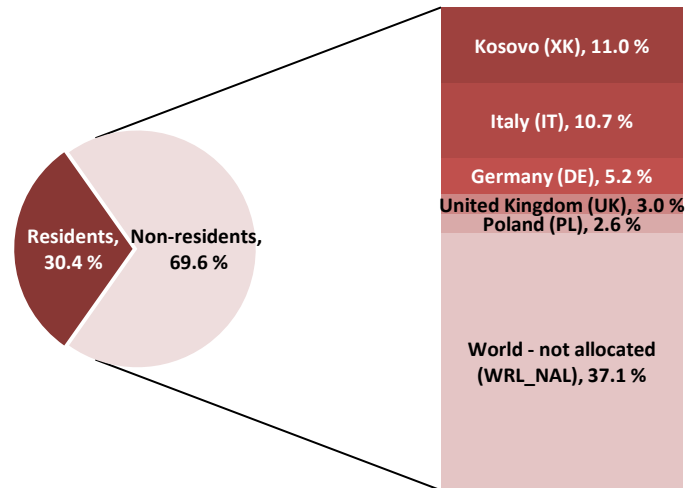 Kosovo (XK), 11.0 %
Italy (IT), 10.7 %
Germany (DE), 5.2 %
United Kingdom (UK), 3.0 %
Poland (PL), 2.6 %
Residents,
30.4 %
Non-residents,
69.6 %
World - not allocated
(WRL_NAL), 37.1 %